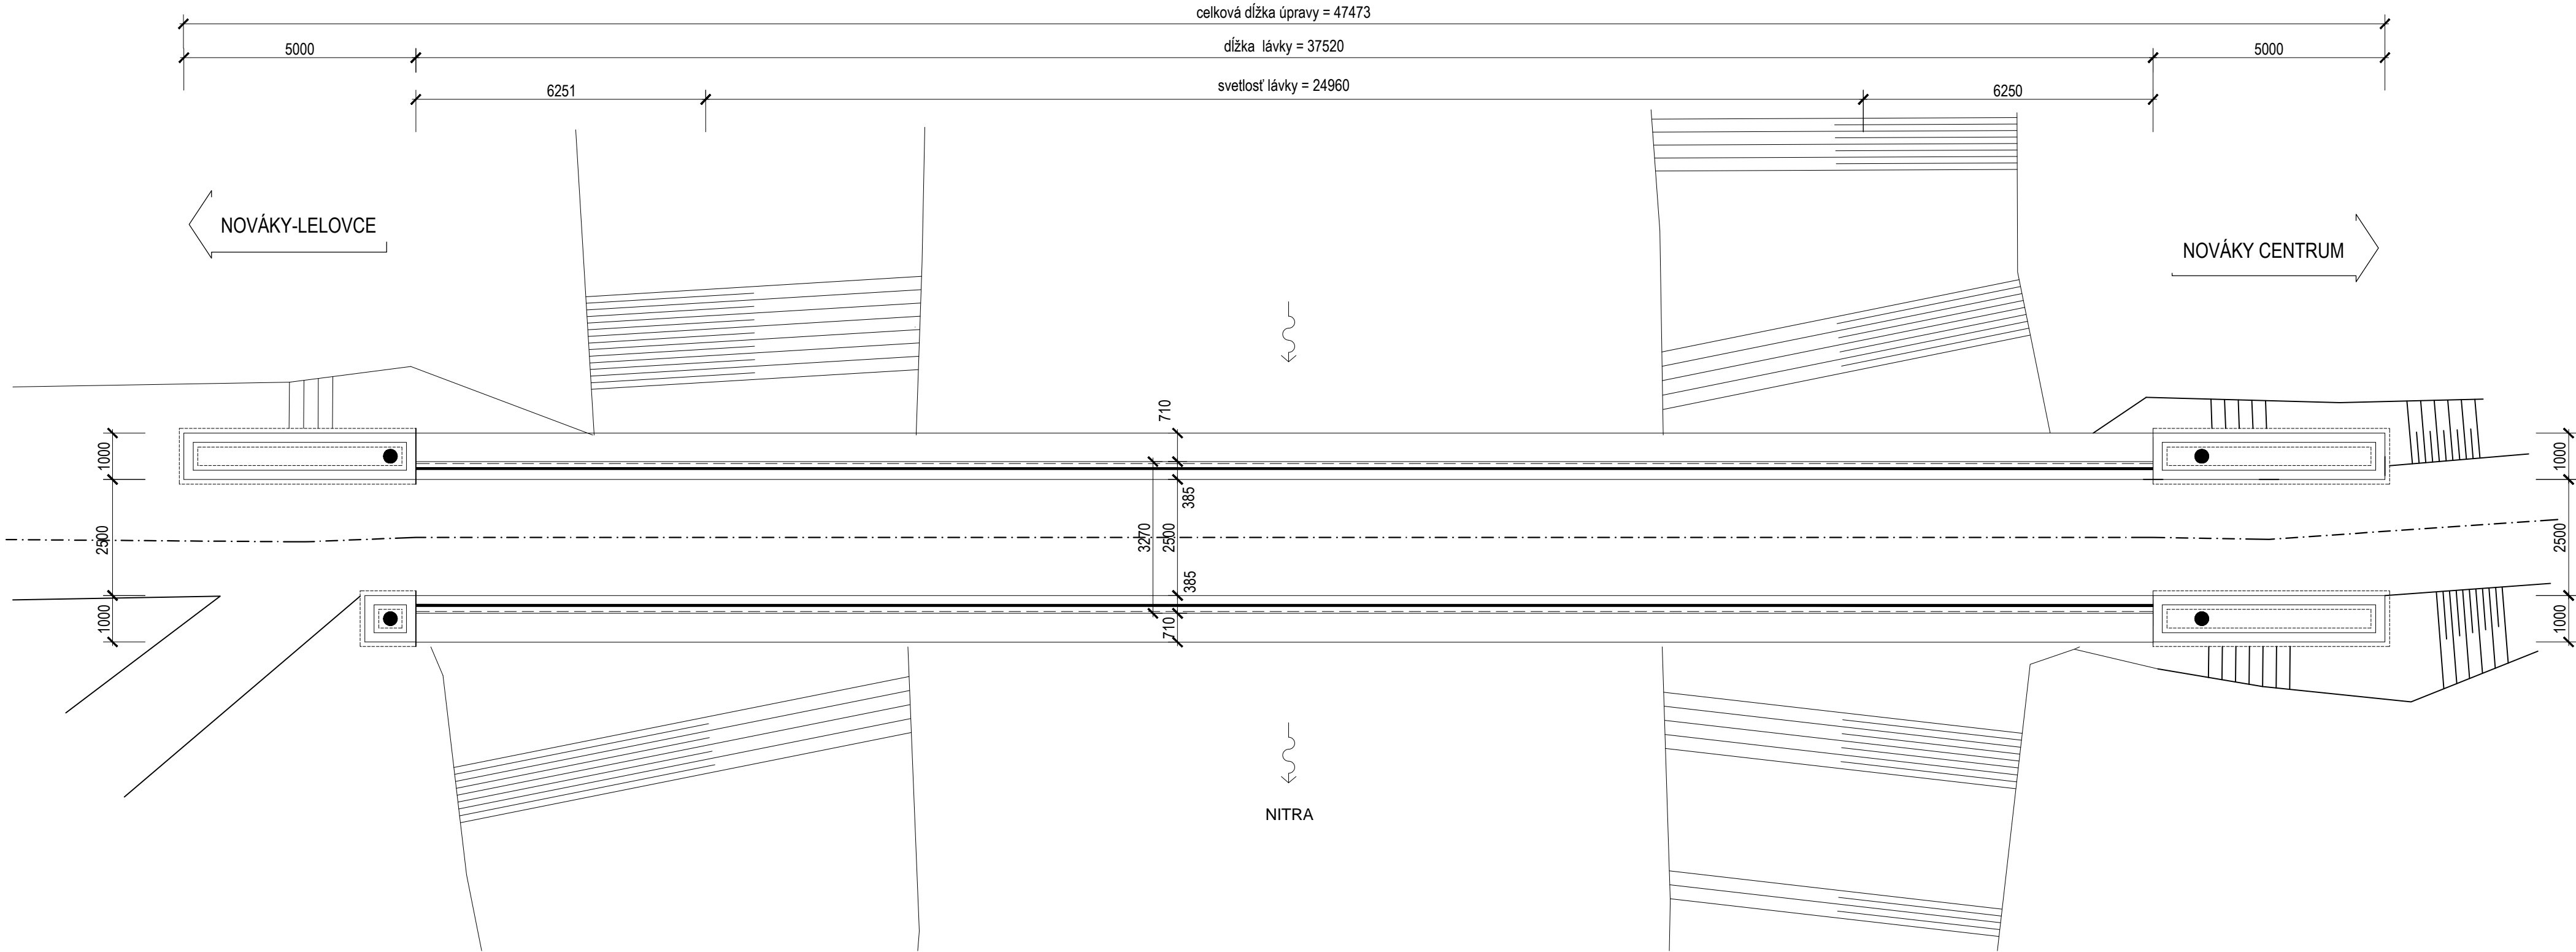 celková dĺžka úpravy = 47473
5000
dĺžka lávky = 37520
5000
6251
svetlosť lávky = 24960
6250
NOVÁKY-LELOVCE
NOVÁKY CENTRUM
710
1000
1000
385
2500
3270
2500
2500
385
1000
710
1000
NITRA